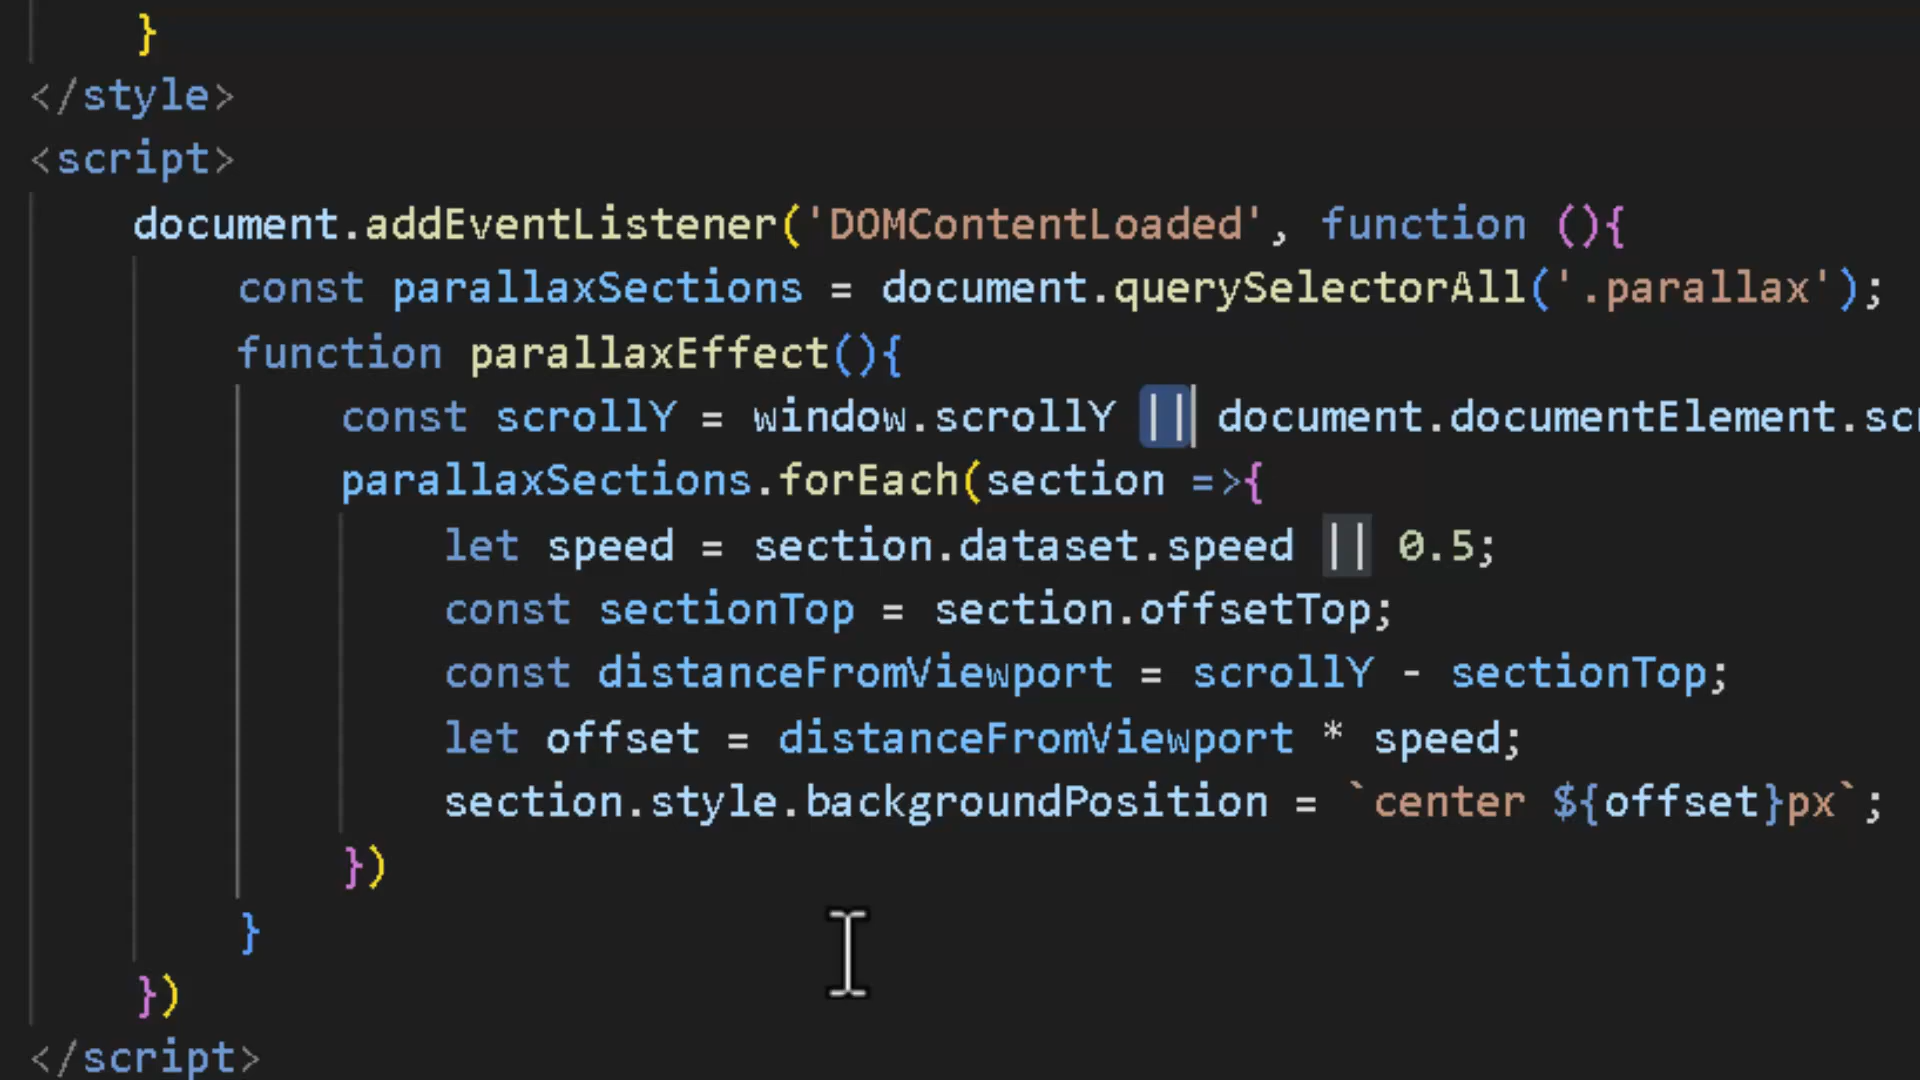 }
</style>
<script>
document.addEventListener('DOMContentLoaded', function (){
const parallaxSections = document.querySelectorAll('.parallax');
function parallaxEffect(){
const scrollY = window.scrollY || document.documentElement.scr
parallaxSections.forEach(section =>{
let speed = section.dataset.speed || 0.5;
const sectionTop = section.offsetTop;
const distanceFromViewport = scrollY - sectionTop;
let offset = distanceFromViewport * speed;
section.style.backgroundPosition = `center ${offset}px`;
})
}
})
</script>